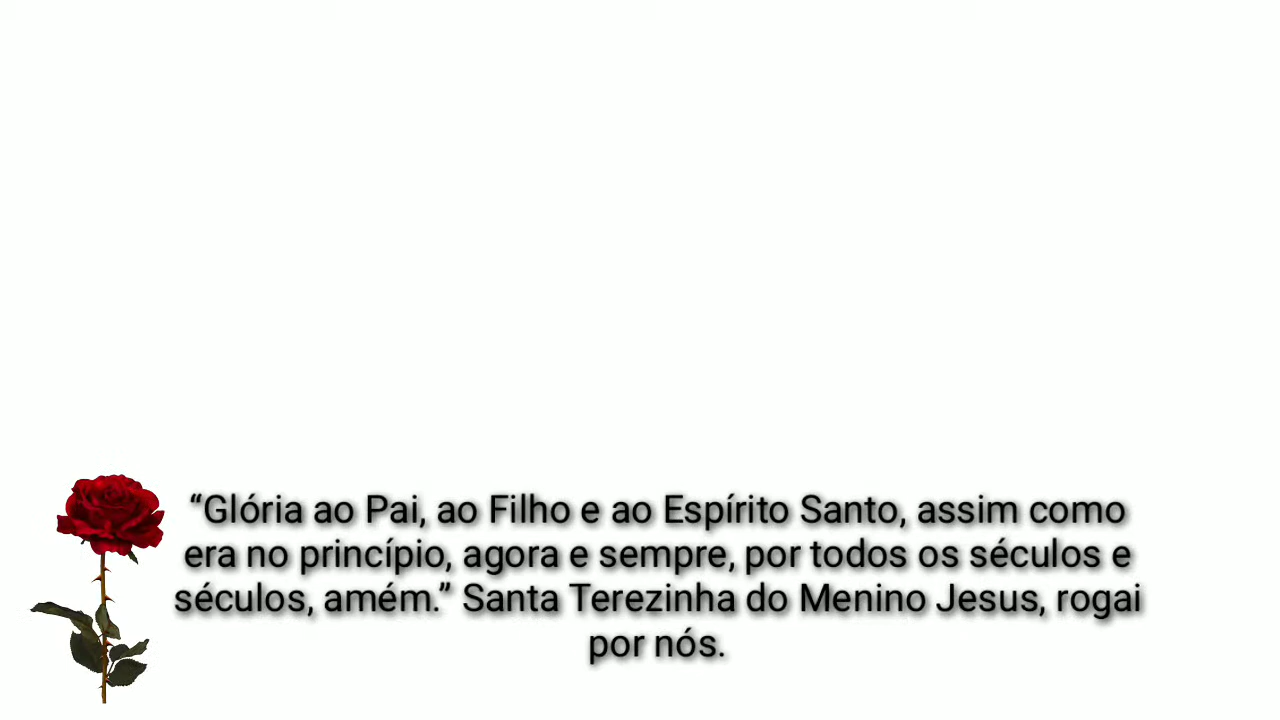 “Glória ao Pai, ao Filho e ao Espírito Santo, assim como
era no princípio, agora e sempre, por todos os séculos e
séculos, amém.” Santa Terezinha do Menino Jesus, rogai
por nós.